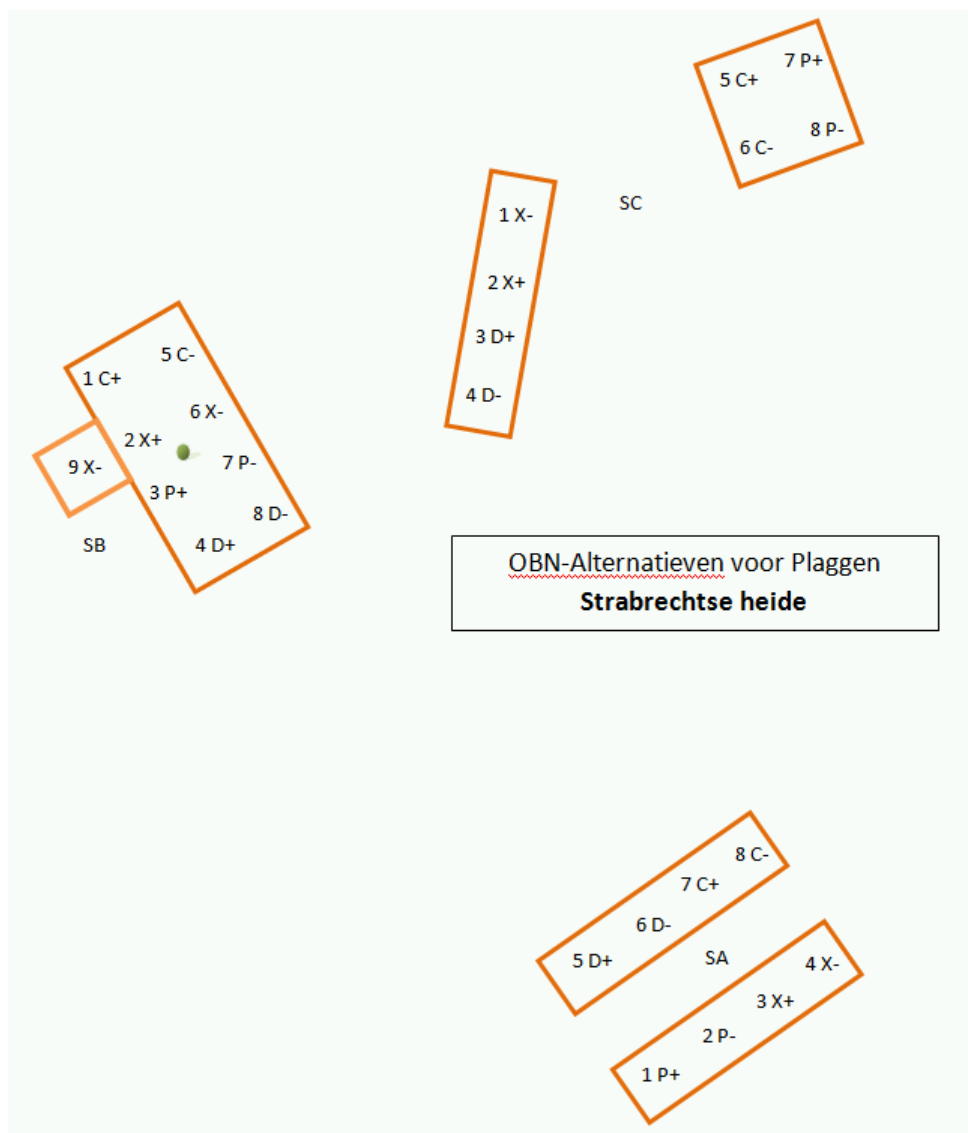 7 P+
5 C+
8 P-
6 C-
SC
1 X-
2 X+
3 D+
4 D-
5 C-
1 C+
6 X-
2 X+
7 P-
9 X-
3 P+
8 D-
SB
4 D+
OBN-Alternatieven voor Plaggen
Strabrechtse heide
8 C-
7 C+
6 D-
5 D+
SA
4 X-
3 X+
2 P-
1 P+